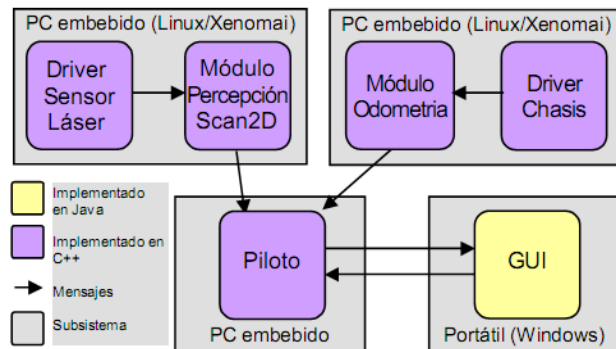 PC embebido (Linux/Xenomai)
Driver
Sensor
Láser
Módulo
Percepción
Scan2D
PC embebido (Linux/Xenomai)
Módulo
Odometria
Driver
Chasis
Implementado
en Java
Implementado en
C++
Mensajes
Subsistema
Piloto
PC embebido
GUI
Portátil (Windows)